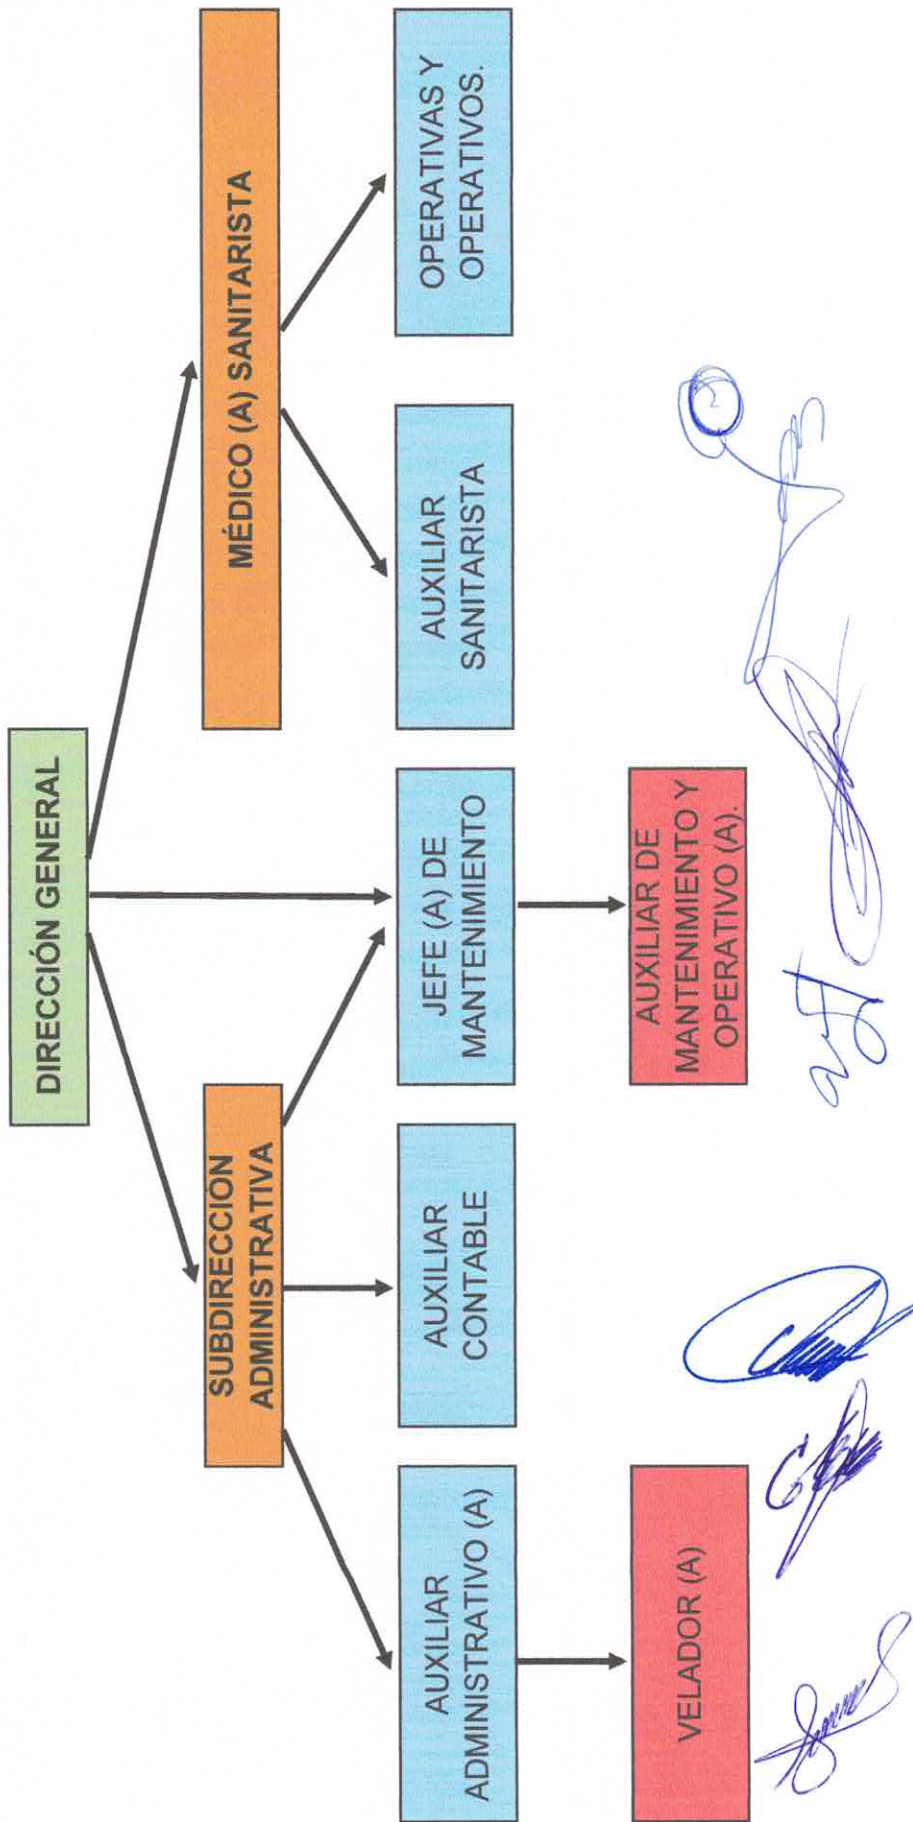 DIRECCIÓN GENERAL
SUBDIRECCION
ADMINISTRATIVA
MÉDICO (A) SANITARISTA
AUXILIAR
ADMINISTRATIVO (A)
AUXILIAR
CONTABLE
JEFE (A) DE
MANTENIMIENTO
AUXILIAR
SANITARISTA
OPERATIVAS Y
OPERATIVOS.
VELADOR (A)
AUXILIAR DE
MANTENIMIENTO Y
OPERATIVO (A).